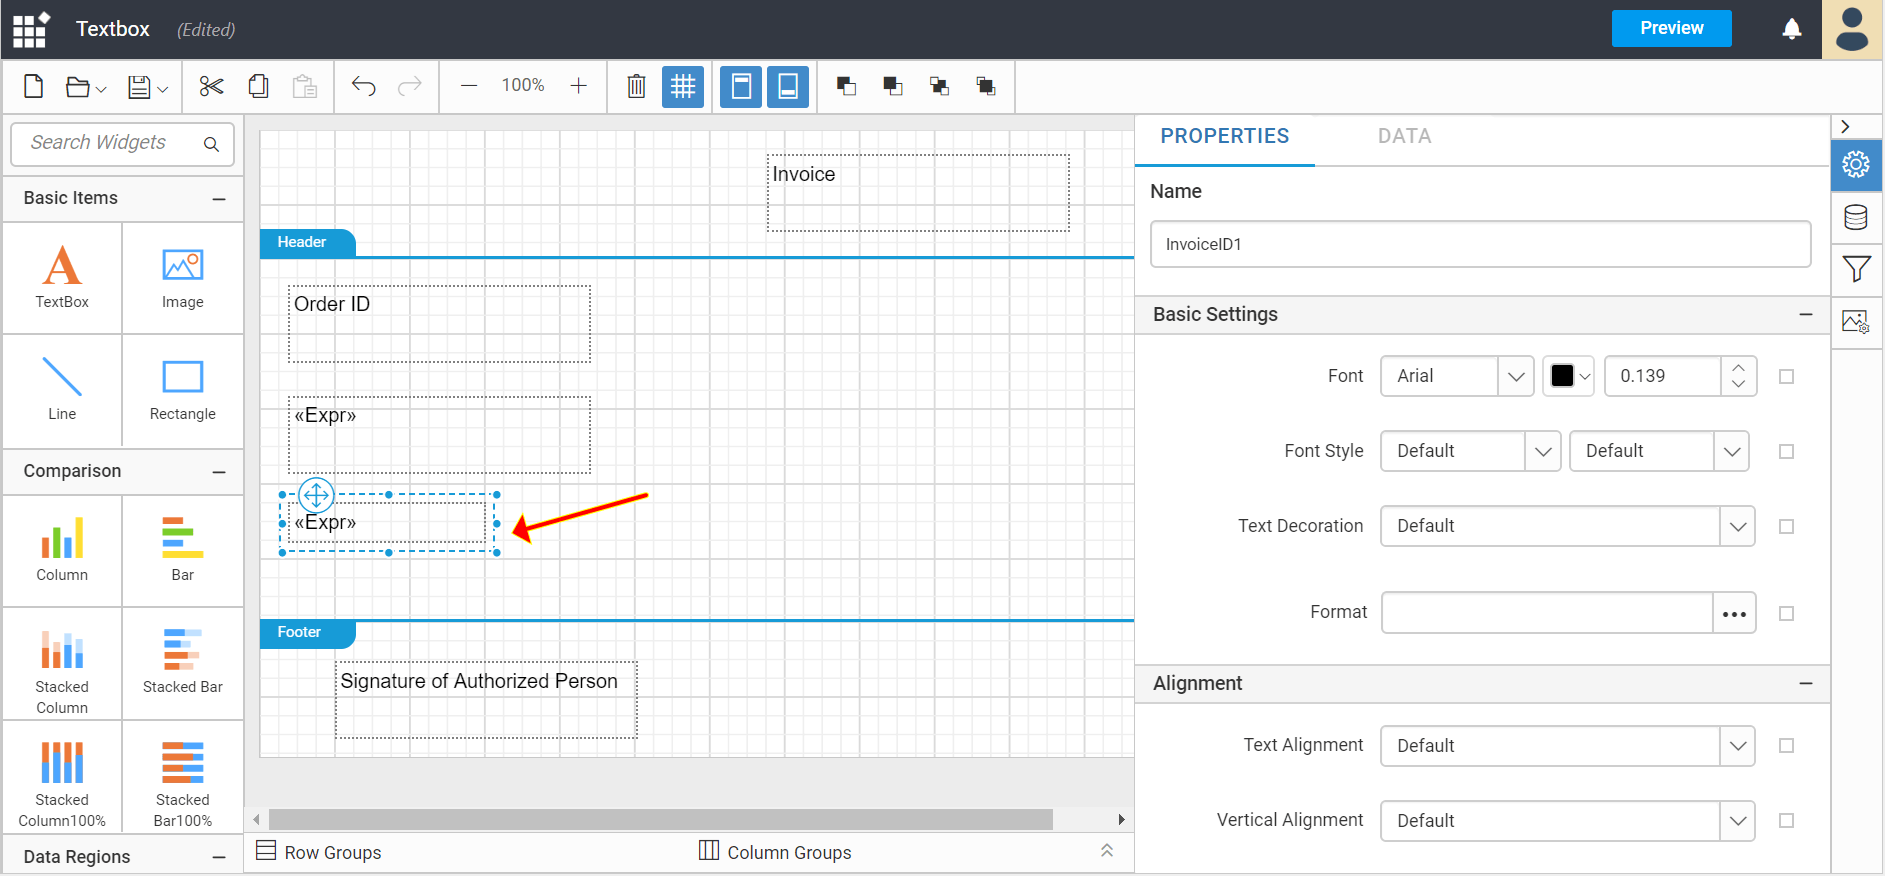 Textbox (Edited) Preview
100%
Search Widgets
Basic Items
TextBox Image
Line Rectangle
Comparison
Column Bar
Stacked Column Stacked Bar
Stacked Column100% Stacked Bar100%
Data Regions
Invoice
Header
Order ID
«Expr»
«Expr»
Footer
Signature of Authorized Person
Row Groups Column Groups
PROPERTIES DATA
Name
InvoiceID1
Basic Settings
Font Arial 0.139
Font Style Default Default
Text Decoration Default
Format
Alignment
Text Alignment Default
Vertical Alignment Default